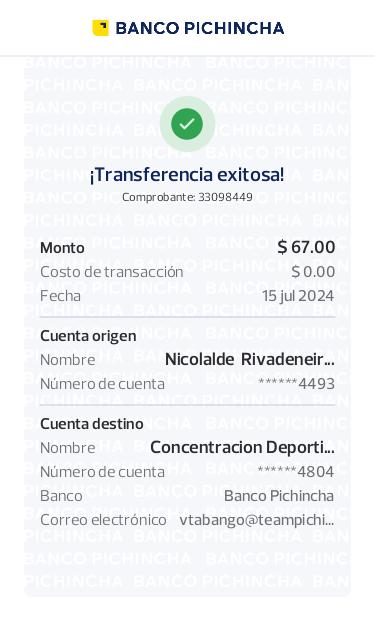 BANCO PICHINCHA
¡Transferencia exitosa!
Comprobante: 33098449
Monto $ 67.00
Costo de transacción $ 0.00
Fecha 15 jul 2024
Cuenta origen
Nombre Nicolalde Rivadeneir...
Número de cuenta ******4493
Cuenta destino
Nombre Concentracion Deporti...
Número de cuenta ******4804
Banco Banco Pichincha
Correo electrónico vtabango@teampichi...